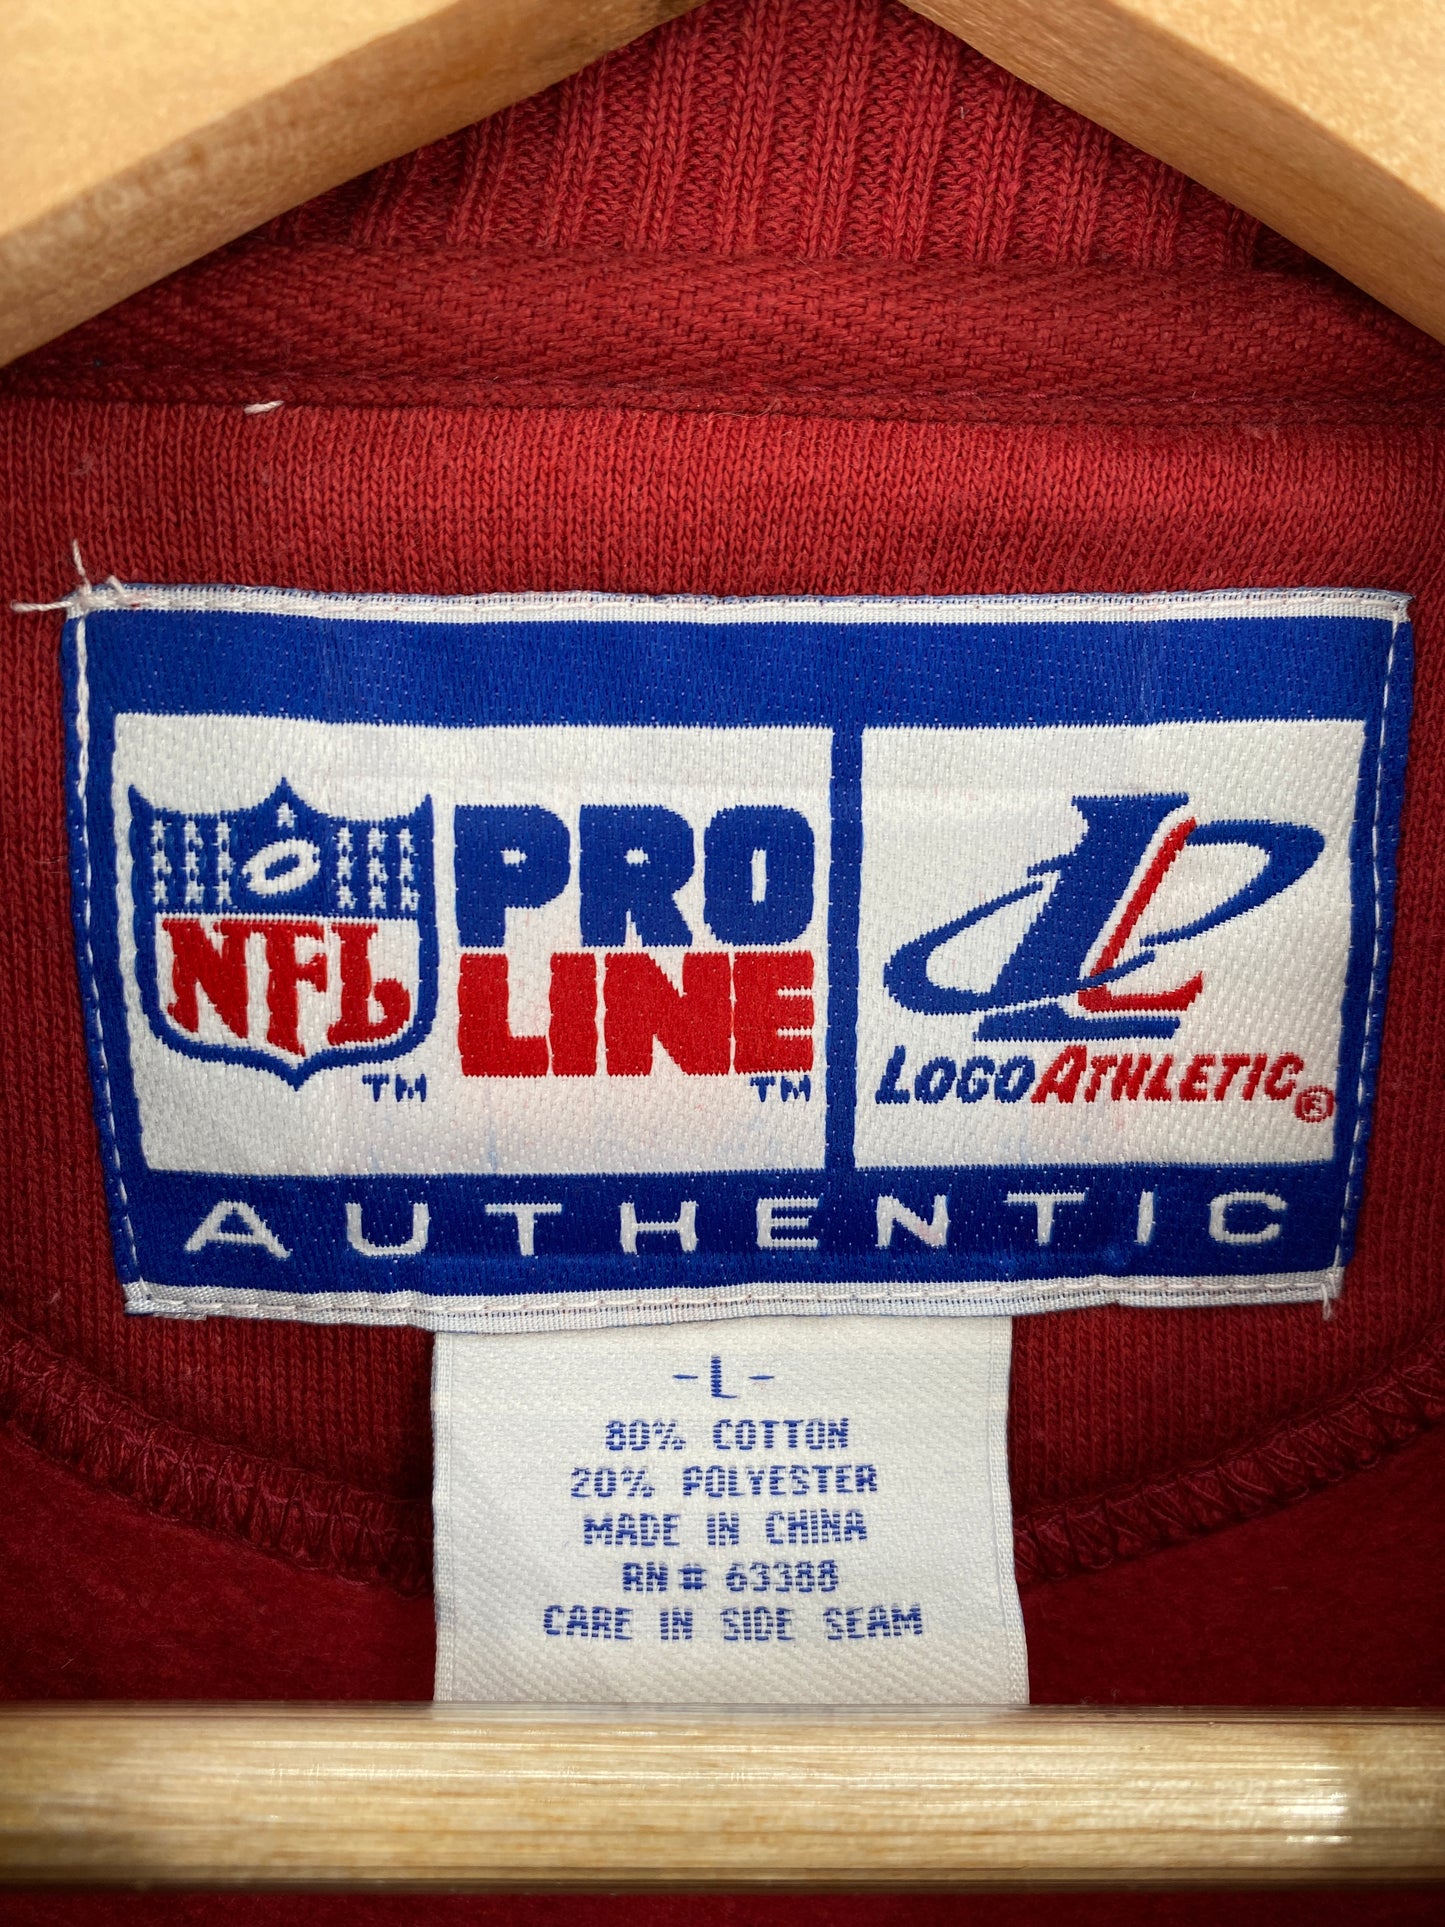 NFL
TM
PRO
LINE
TM
LOGO ATHLETIC ®
AUTHENTIC
-L-
80% COTTON
20% POLYESTER
MADE IN CHINA
RN# 63388
CARE IN SIDE SEAM